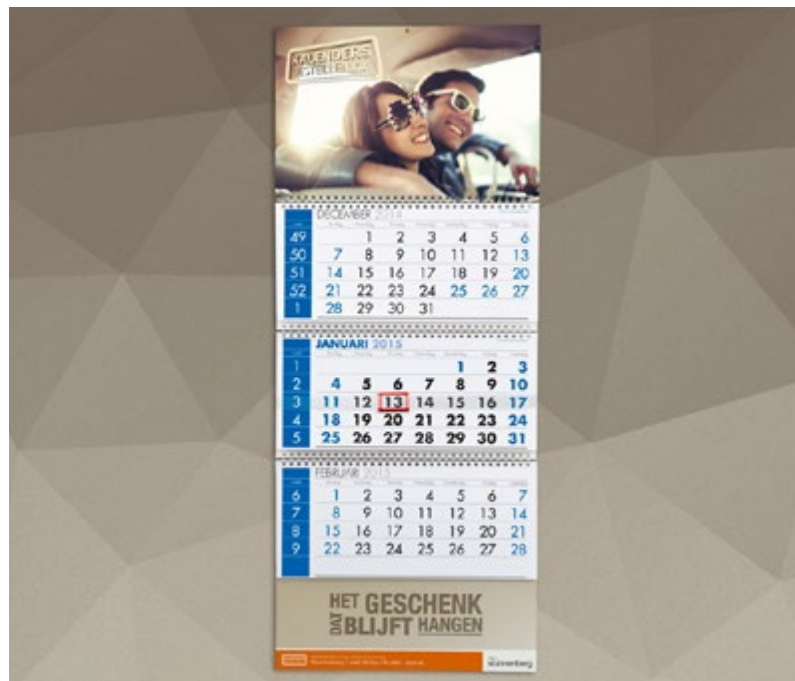 KALENDERS
DECEMBER 2014
49 1 2 3 4 5 6
50 7 8 9 10 11 12 13
51 14 15 16 17 18 19 20
52 21 22 23 24 25 26 27
1 28 29 30 31
JANUARI 2015
1 1 2 3
2 4 5 6 7 8 9 10
3 11 12 13 14 15 16 17
4 18 19 20 21 22 23 24
5 25 26 27 28 29 30 31
FEBRUARI 2015
6 1 2 3 4 5 6 7
7 8 9 10 11 12 13 14
8 15 16 17 18 19 20 21
9 22 23 24 25 26 27 28
HET GESCHENK
DAT BLIJFT HANGEN